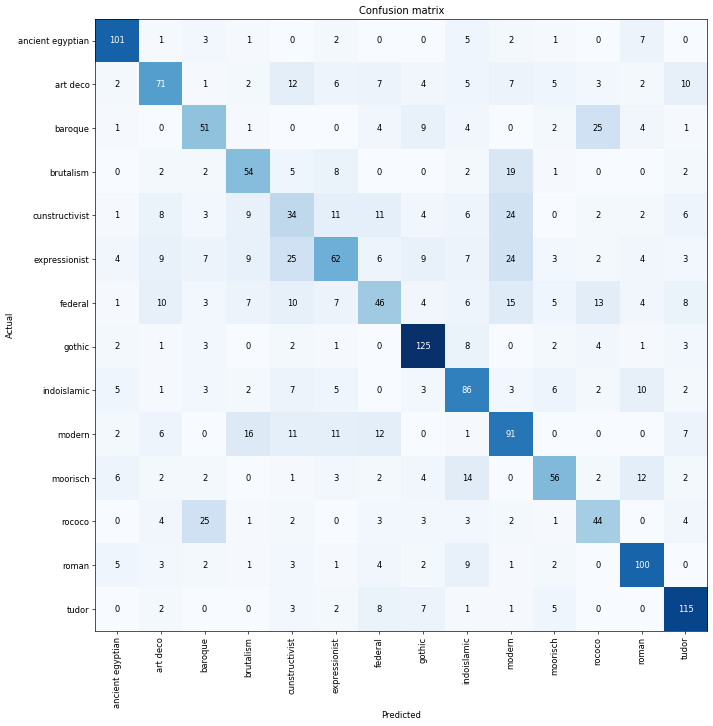 Confusion matrix
ancient egyptian 101 1 3 1 0 2 0 0 5 2 1 0 7 0
art deco 2 71 1 2 12 6 7 4 5 7 5 3 2 10
baroque 1 0 51 1 0 0 4 9 4 0 2 25 4 1
brutalism 0 2 2 54 5 8 0 0 2 19 1 0 0 2
cunstructivist 1 8 3 9 34 11 11 4 6 24 0 2 2 6
expressionist 4 9 7 9 25 62 6 9 7 24 3 2 4 3
federal 1 10 3 7 10 7 46 4 6 15 5 13 4 8
gothic 2 1 3 0 2 1 0 125 8 0 2 4 1 3
indoislamic 5 1 3 2 7 5 0 3 86 3 6 2 10 2
modern 2 6 0 16 11 11 12 0 1 91 0 0 0 7
moorisch 6 2 2 0 1 3 2 4 14 0 56 2 12 2
rococo 0 4 25 1 2 0 3 3 3 2 1 44 0 4
roman 5 3 2 1 3 1 4 2 9 1 2 0 100 0
tudor 0 2 0 0 3 2 8 7 1 1 5 0 0 115
Actual
ancient egyptian
art deco
baroque
brutalism
cunstructivist
expressionist
federal
gothic
indoislamic
modern
moorisch
rococo
roman
tudor
Predicted